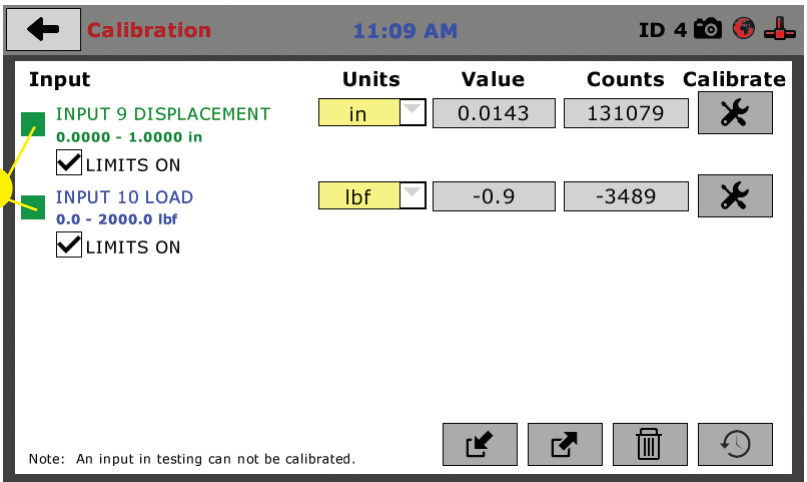 Calibration 11:09 AM ID 4
Input Units Value Counts Calibrate
INPUT 9 DISPLACEMENT in 0.0143 131079
0.0000 - 1.0000 in
LIMITS ON
INPUT 10 LOAD lbf -0.9 -3489
0.0 - 2000.0 lbf
LIMITS ON
Note: An input in testing can not be calibrated.